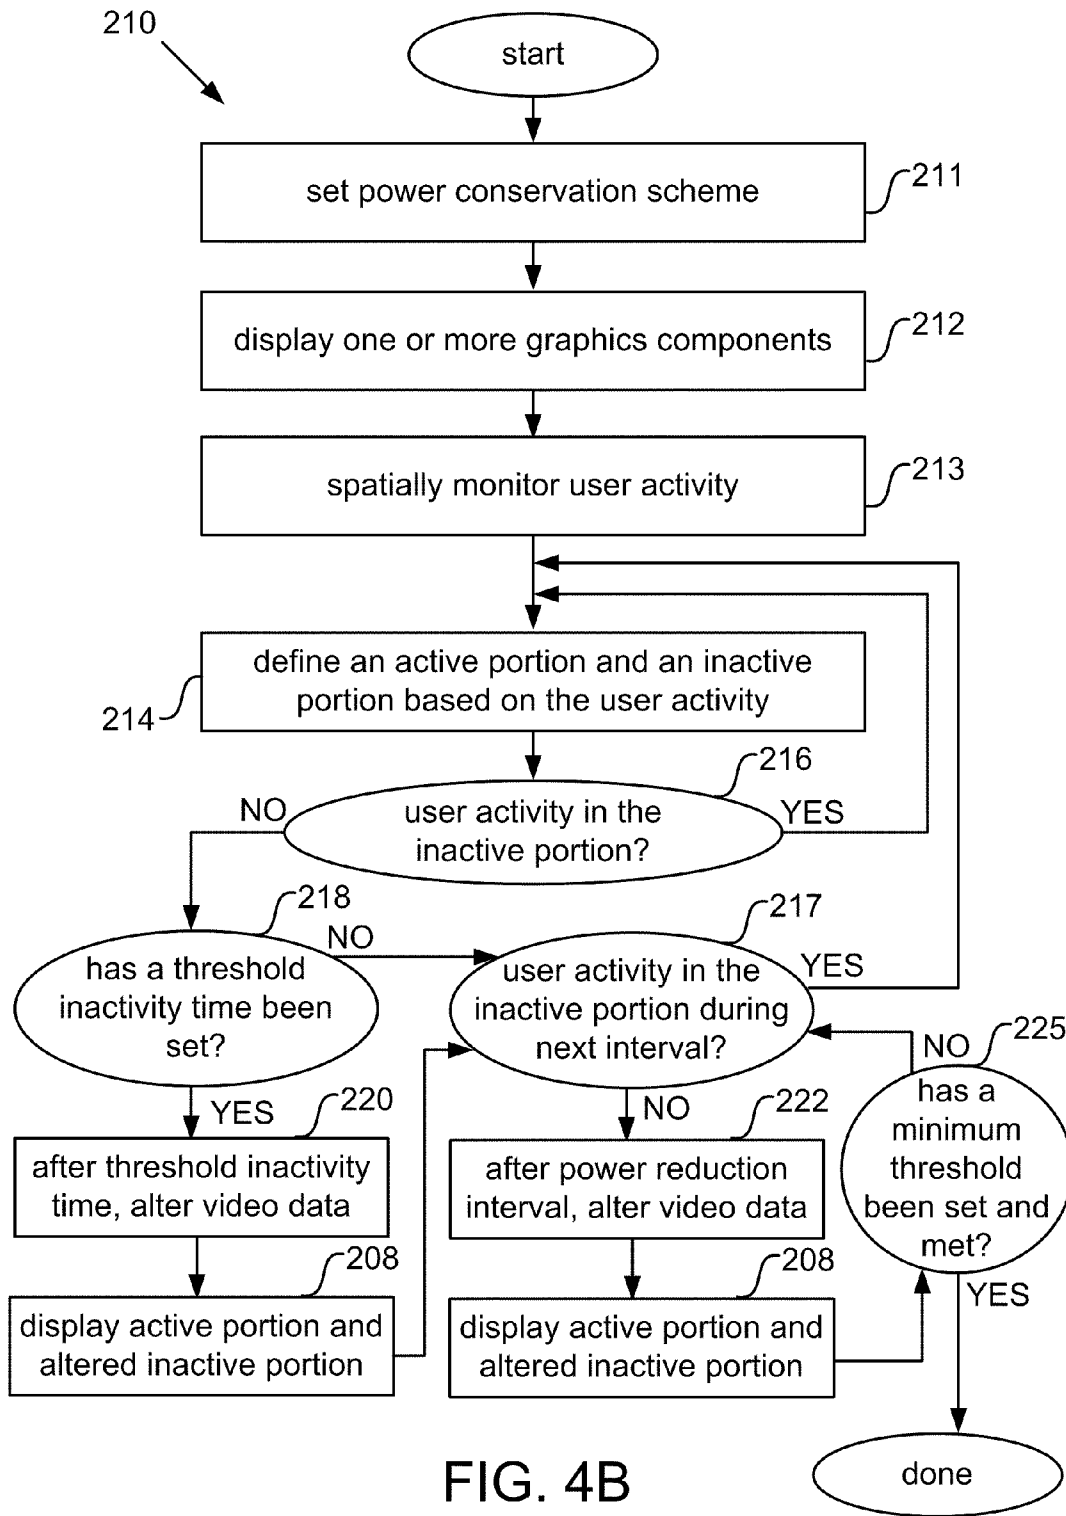 210
start
set power conservation scheme
211
display one or more graphics components
212
spatially monitor user activity
213
define an active portion and an inactive
portion based on the user activity
214
216
NO
user activity in the
inactive portion?
YES
218
has a threshold
inactivity time been
set?
NO
217
user activity in the
inactive portion during
next interval?
YES
225
NO
has a
minimum
threshold
been set and
met?
YES
YES
220
after threshold inactivity
time, alter video data
NO
222
after power reduction
interval, alter video data
208
display active portion and
altered inactive portion
208
display active portion and
altered inactive portion
done
FIG. 4B